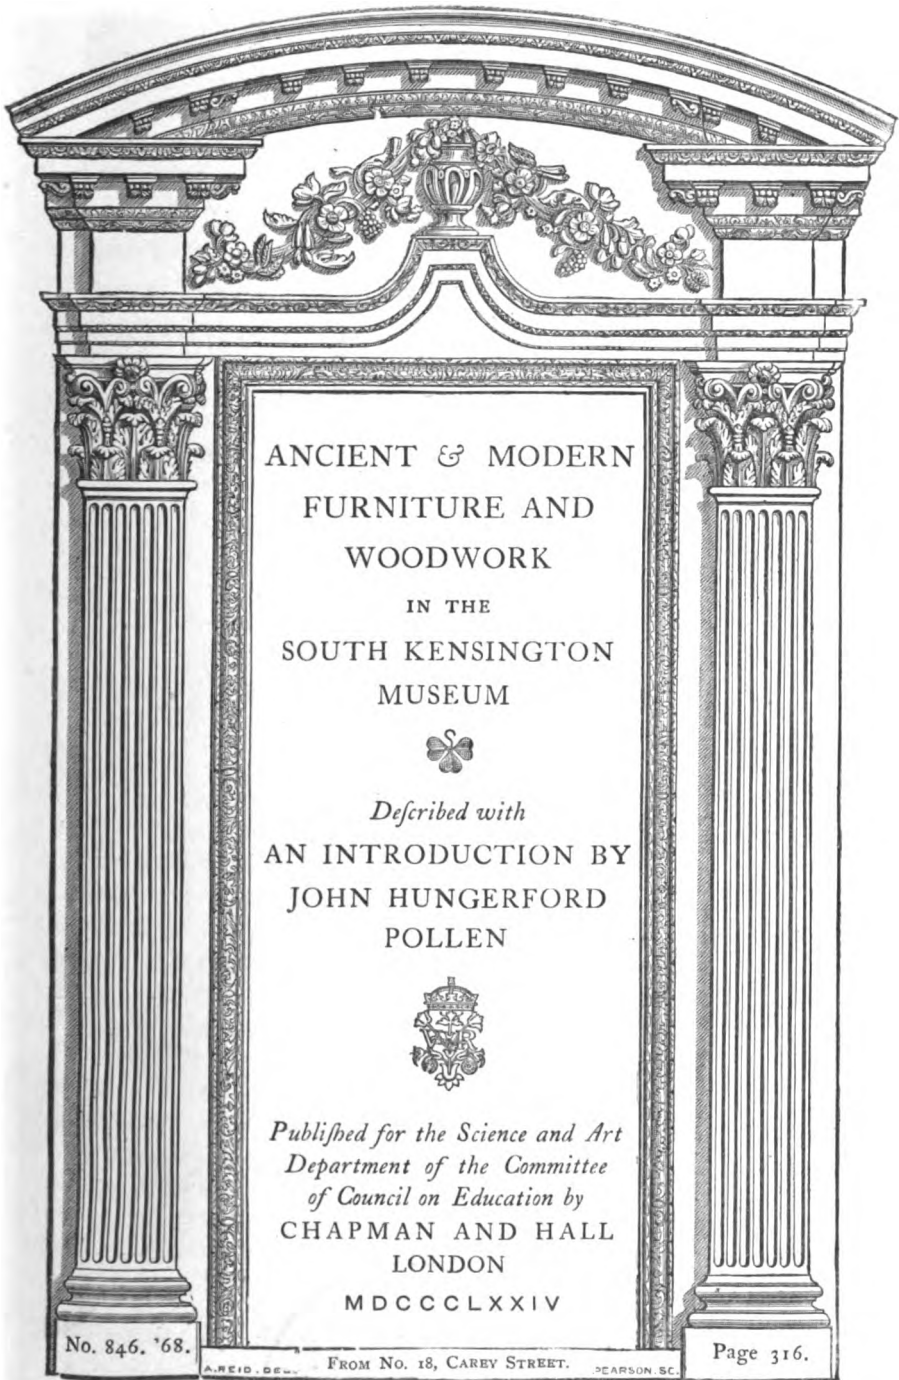 ANCIENT & MODERN
FURNITURE AND
WOODWORK
IN THE
SOUTH KENSINGTON
MUSEUM
Deſcribed with
AN INTRODUCTION BY
JOHN HUNGERFORD
POLLEN
Publiſhed for the Science and Art
Department of the Committee
of Council on Education by
CHAPMAN AND HALL
LONDON
MDCCCLXXIV
No. 846. '68.
A. REID. DEL.
FROM NO. 18, CAREY STREET.
PEARSON. SC.
Page 316.